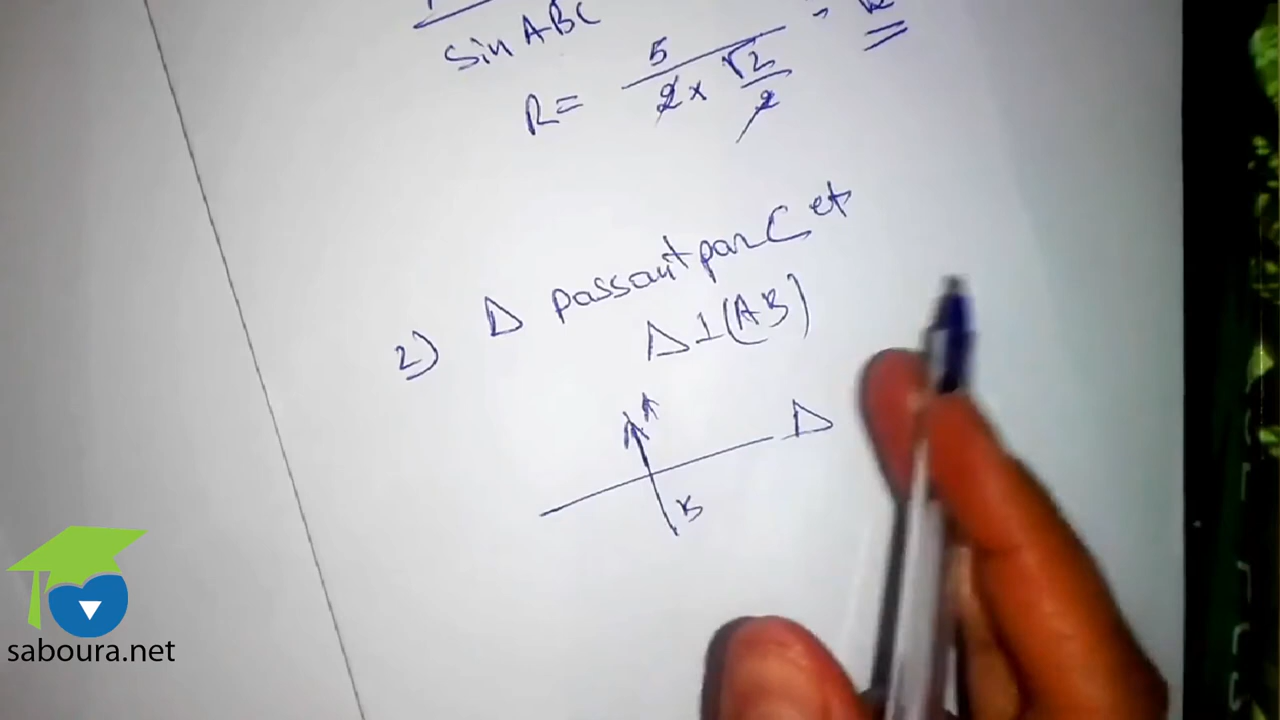 sin ABC
R = 5 / 2 × √2 / 2 =
2) Δ passant par C et
Δ ⊥ (AB)
A
Δ
B
saboura.net